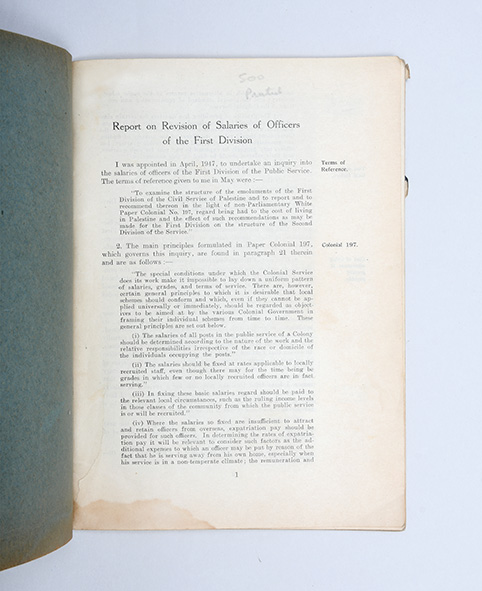 500
Report on Revision of Salaries of Officers
of the First Division
I was appointed in April, 1947, to undertake an inquiry into
the salaries of officers of the First Division of the Public Service.
The terms of reference given to me in May were :—
Terms of
Reference.
"To examine the structure of the emoluments of the First
Division of the Civil Service of Palestine and to report and to
recommend thereon in the light of non-Parliamentary White
Paper Colonial No. 197, regard being had to the cost of living
in Palestine and the effect of such recommendations as may be
made for the First Division on the structure of the Second
Division of the Service."
2. The main principles formulated in Paper Colonial 197,
which governs this inquiry, are found in paragraph 21 therein
and are as follows :—
Colonial 197.
"The special conditions under which the Colonial Service
does its work make it impossible to lay down a uniform pattern
of salaries, grades, and terms of service. There are, however,
certain general principles to which it is desirable that local
schemes should conform and which, even if they cannot be ap-
plied universally or immediately, should be regarded as object-
ives to be aimed at by the various Colonial Government in
framing their individual schemes from time to time. These
general principles are set out below.
(i) The salaries of all posts in the public service of a Colony
should be determined according to the nature of the work and the
relative responsibilities irrespective of the race or domicile of
the individuals occupying the posts."
(ii) The salaries should be fixed at rates applicable to locally
recruited staff, even though there may for the time being be
grades in which few or no locally recruited officers are in fact
serving."
(iii) In fixing these basic salaries regard should be paid to
the relevant local circumstances, such as the ruling income levels
in those classes of the community from which the public service
is or will be recruited."
(iv) Where the salaries so fixed are insufficient to attract
and retain officers from overseas, expatriation pay should be
provided for such officers. In determining the rates of expatria-
tion pay it will be relevant to consider such factors as the ad-
ditional expenses to which an officer may be put by reason of the
fact that he is serving away from his own home, especially when
his service is in a non-temperate climate; the remuneration and
1